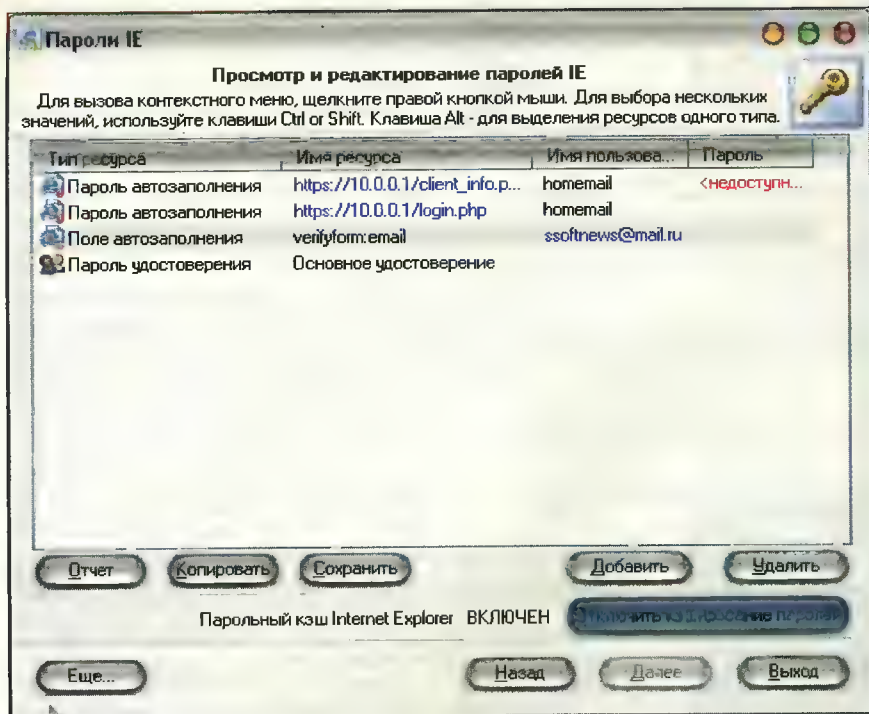 Пароли IE
Просмотр и редактирование паролей IE
Для вызова контекстного меню, щелкните правой кнопкой мыши. Для выбора нескольких
значений, используйте клавиши Ctrl or Shift. Клавиша Alt - для выделения ресурсов одного типа.
Тип ресурса Имя ресурса Имя пользова... Пароль
Пароль автозаполнения https://10.0.0.1/client_info.p... homemail <недоступн...
Пароль автозаполнения https://10.0.0.1/login.php homemail
Поле автозаполнения verifyform:email ssoftnews@mail.ru
Пароль удостоверения Основное удостоверение
Отчет Копировать Сохранить Добавить Удалить
Парольный кэш Internet Explorer ВКЛЮЧЕН Отключить кэширование паролей
Еще... Назад Далее Выход